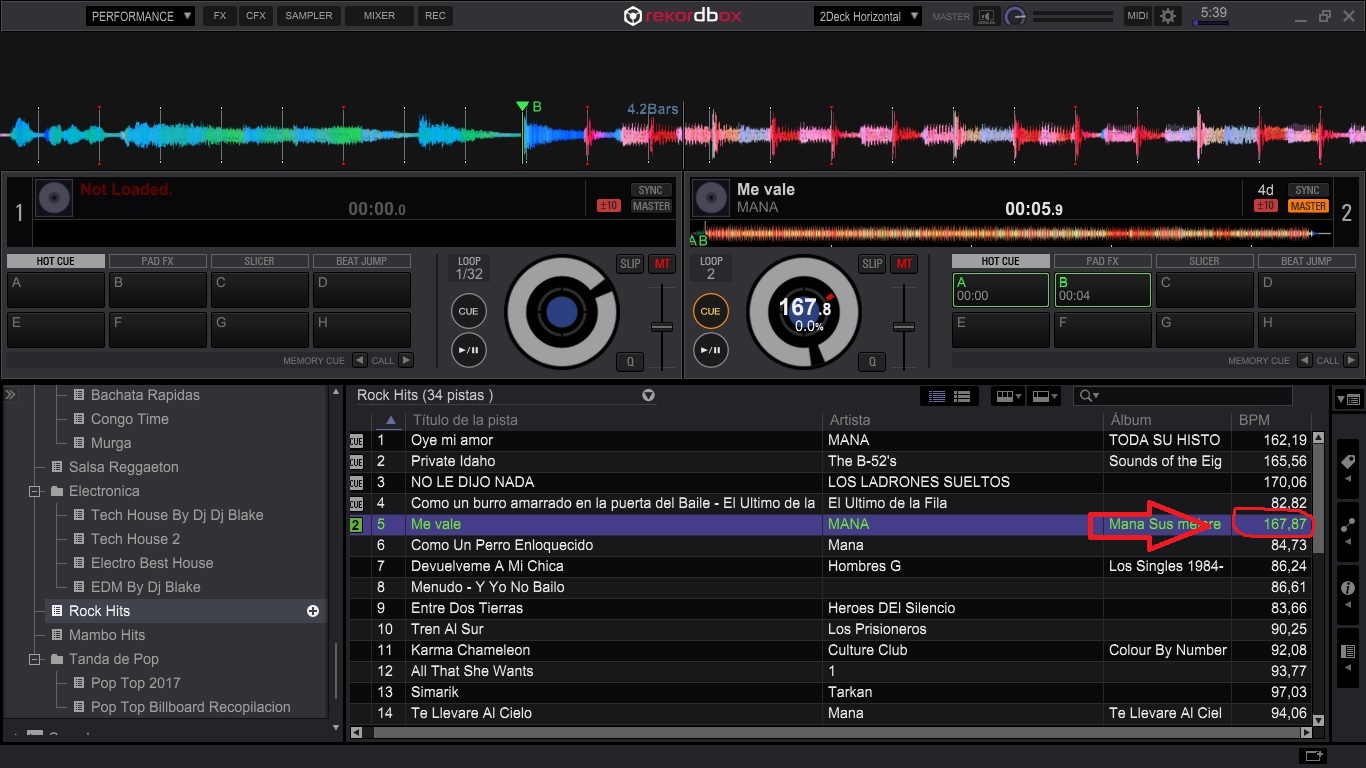 PERFORMANCE FX CFX SAMPLER MIXER REC rekordbox 2Deck Horizontal MASTER MIDI 5:39
B 4.2Bars
1 Not Loaded. 00:00.0 SYNC ±10 MASTER
Me vale 4d SYNC
MANA 00:05.9 ±10 MASTER 2
A B
HOT CUE PAD FX SLICER BEAT JUMP LOOP 1/32 SLIP MT
A B C D
E F G H
CUE
MEMORY CUE CALL Q
LOOP 2 SLIP MT HOT CUE PAD FX SLICER BEAT JUMP
CUE 167.8 0.0% A 00:00 B 00:04 C D
E F G H
Q MEMORY CUE CALL
Bachata Rapidas
Congo Time
Murga
Salsa Reggaeton
Electronica
Tech House By Dj Dj Blake
Tech House 2
Electro Best House
EDM By Dj Blake
Rock Hits
Mambo Hits
Tanda de Pop
Pop Top 2017
Pop Top Billboard Recopilacion
Rock Hits (34 pistas )
Título de la pista Artista Álbum BPM
CUE 1 Oye mi amor MANA TODA SU HISTO 162,19
CUE 2 Private Idaho The B-52's Sounds of the Eig 165,56
CUE 3 NO LE DIJO NADA LOS LADRONES SUELTOS 170,06
CUE 4 Como un burro amarrado en la puerta del Baile - El Ultimo de la El Ultimo de la Fila 82,82
2 5 Me vale MANA Mana Sus mejore 167,87
6 Como Un Perro Enloquecido Mana 84,73
7 Devuelveme A Mi Chica Hombres G Los Singles 1984- 86,24
8 Menudo - Y Yo No Bailo 86,61
9 Entre Dos Tierras Heroes DEl Silencio 83,66
10 Tren Al Sur Los Prisioneros 90,25
11 Karma Chameleon Culture Club Colour By Number 92,08
12 All That She Wants 1 93,77
13 Simarik Tarkan 97,03
14 Te Llevare Al Cielo Mana Te Llevare Al Ciel 94,06